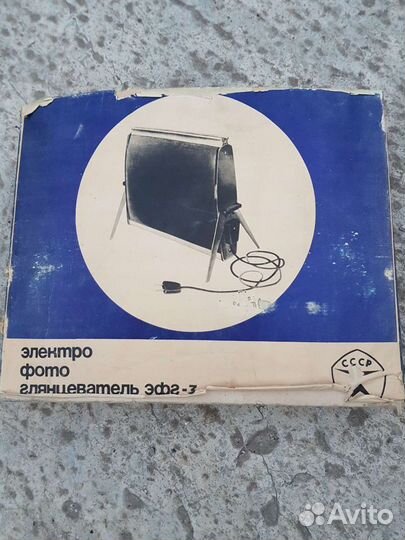 электро
фото
глянцеватель эфг-3
СССР
Avito